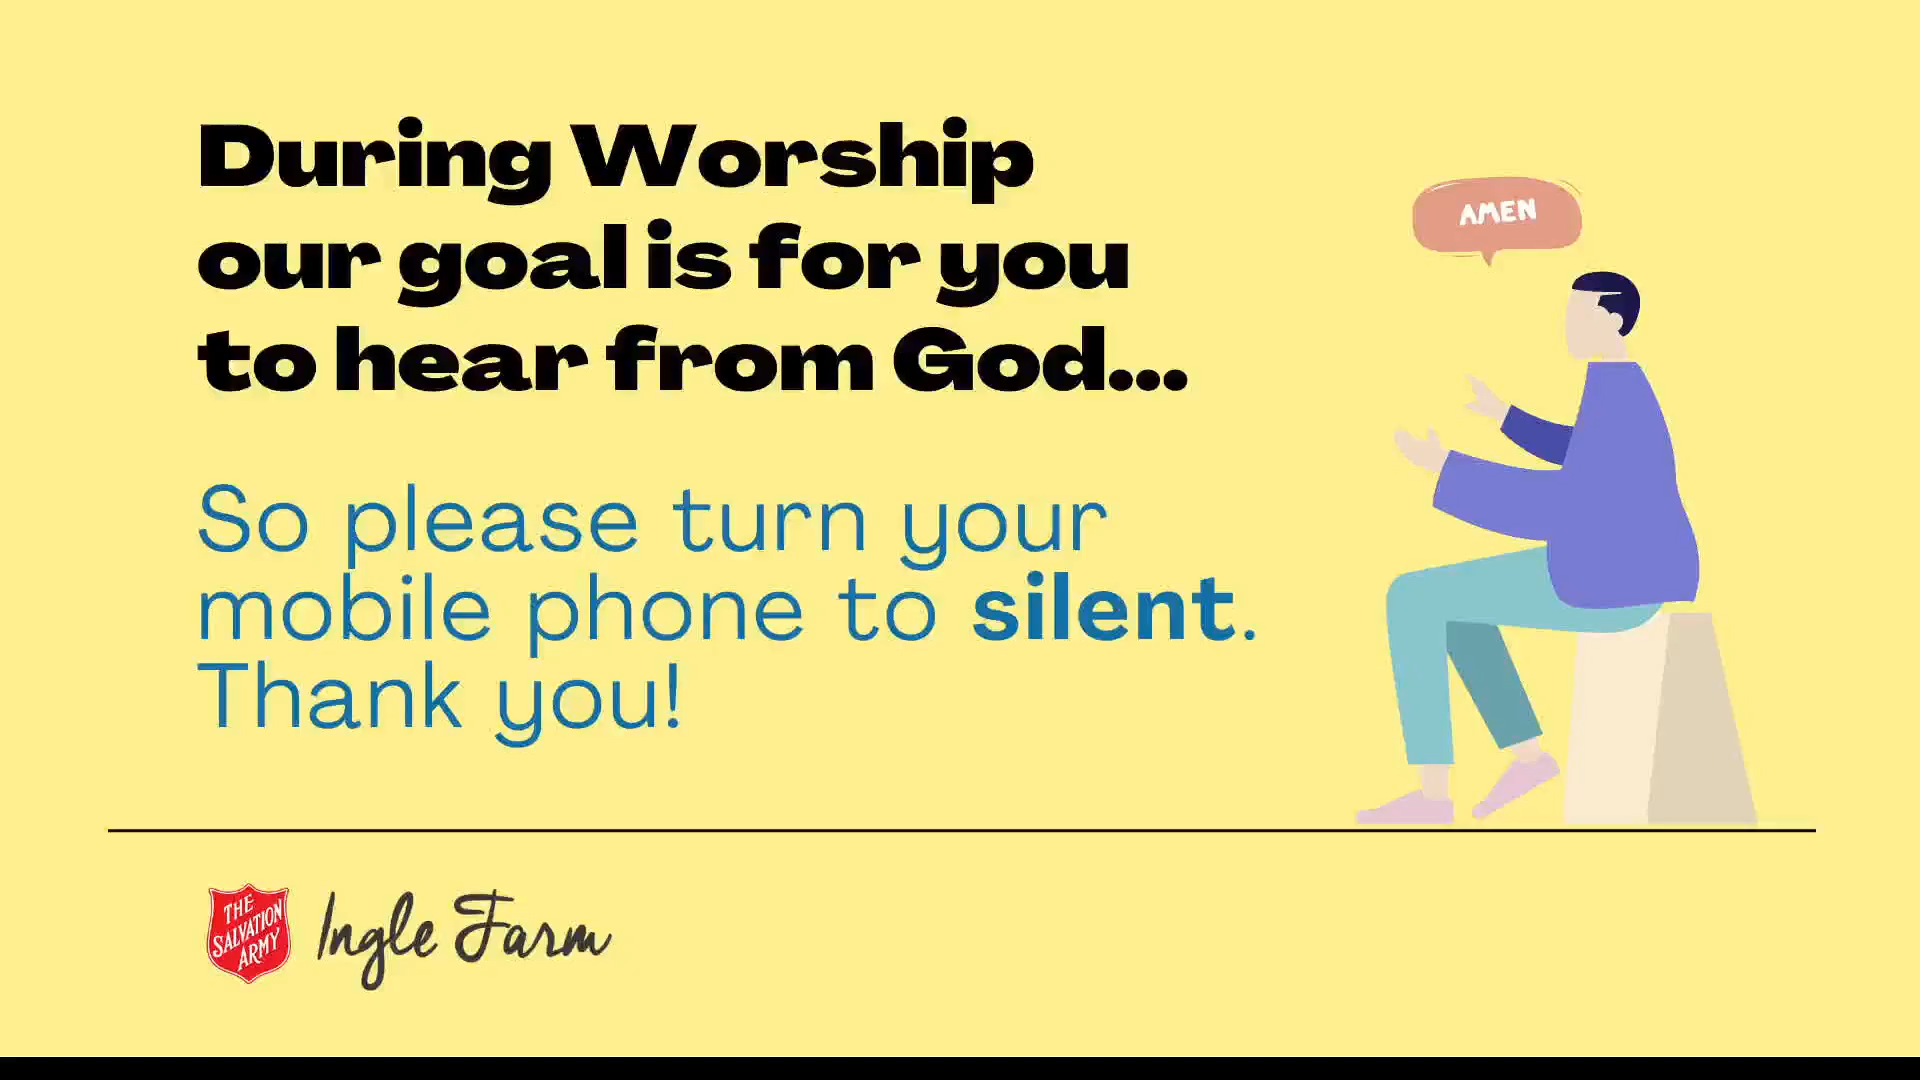 During Worship
our goal is for you
to hear from God...
AMEN
So please turn your
mobile phone to silent.
Thank you!
THE
SALVATION
ARMY
Ingle Farm